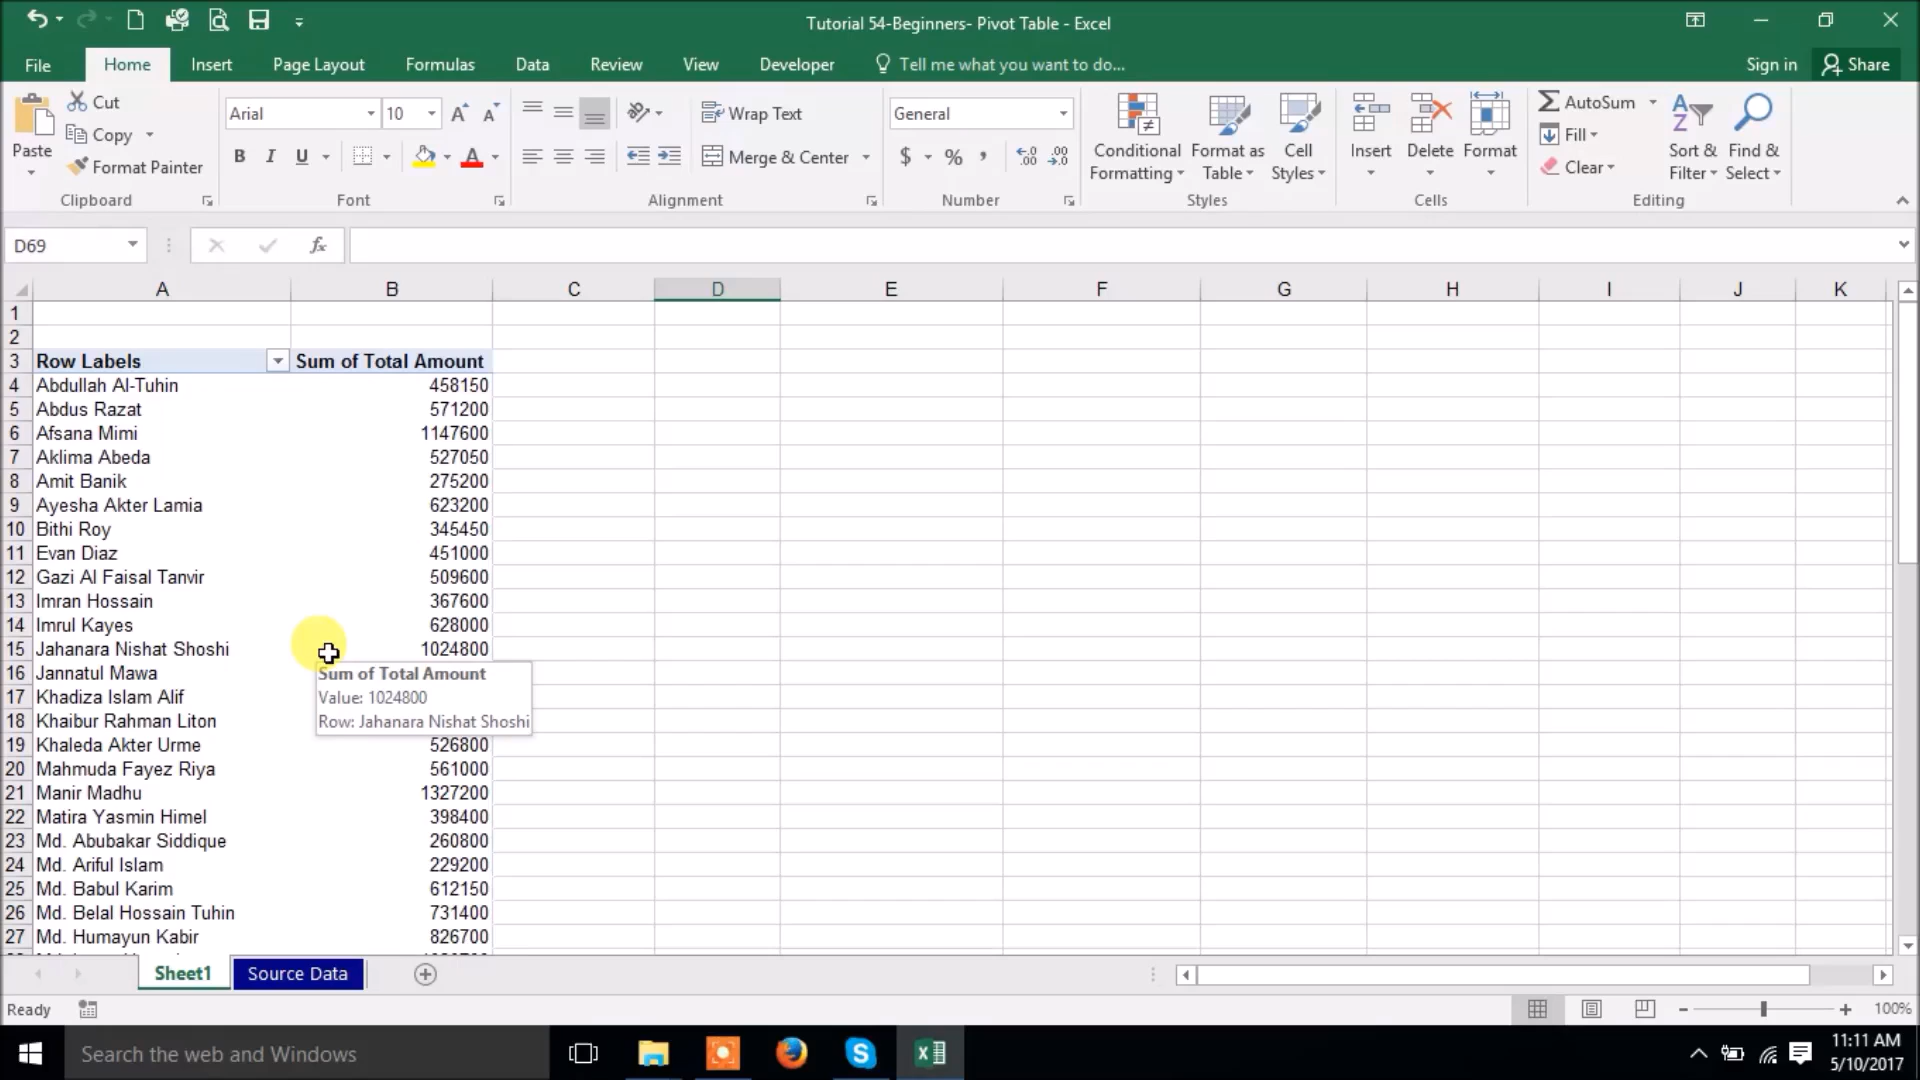 Tutorial 54-Beginners- Pivot Table - Excel
File Home Insert Page Layout Formulas Data Review View Developer Tell me what you want to do... Sign in Share
Paste
Cut
Copy
Format Painter
Clipboard
Arial 10
B I U A
Font
Wrap Text
Merge & Center
Alignment
General
$ % ,
Number
Conditional Formatting
Format as Table
Cell Styles
Styles
Insert Delete Format
Cells
AutoSum
Fill
Clear
Sort & Filter
Find & Select
Editing
D69 fx
A B C D E F G H I J K
1
2
3 Row Labels Sum of Total Amount
4 Abdullah Al-Tuhin 458150
5 Abdus Razat 571200
6 Afsana Mimi 1147600
7 Aklima Abeda 527050
8 Amit Banik 275200
9 Ayesha Akter Lamia 623200
10 Bithi Roy 345450
11 Evan Diaz 451000
12 Gazi Al Faisal Tanvir 509600
13 Imran Hossain 367600
14 Imrul Kayes 628000
15 Jahanara Nishat Shoshi 1024800
16 Jannatul Mawa
17 Khadiza Islam Alif
18 Khaibur Rahman Liton
Sum of Total Amount
Value: 1024800
Row: Jahanara Nishat Shoshi
19 Khaleda Akter Urme 526800
20 Mahmuda Fayez Riya 561000
21 Manir Madhu 1327200
22 Matira Yasmin Himel 398400
23 Md. Abubakar Siddique 260800
24 Md. Ariful Islam 229200
25 Md. Babul Karim 612150
26 Md. Belal Hossain Tuhin 731400
27 Md. Humayun Kabir 826700
Sheet1 Source Data
Ready 100%
Search the web and Windows
11:11 AM
5/10/2017